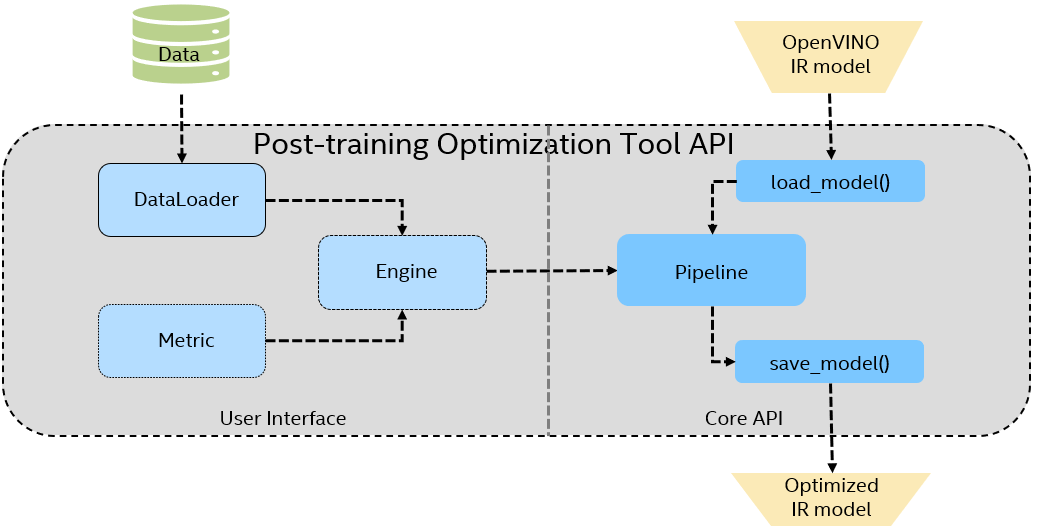 Data
OpenVINO
IR model
Post-training Optimization Tool API
DataLoader
load_model()
Engine
Pipeline
Metric
save_model()
User Interface
Core API
Optimized
IR model